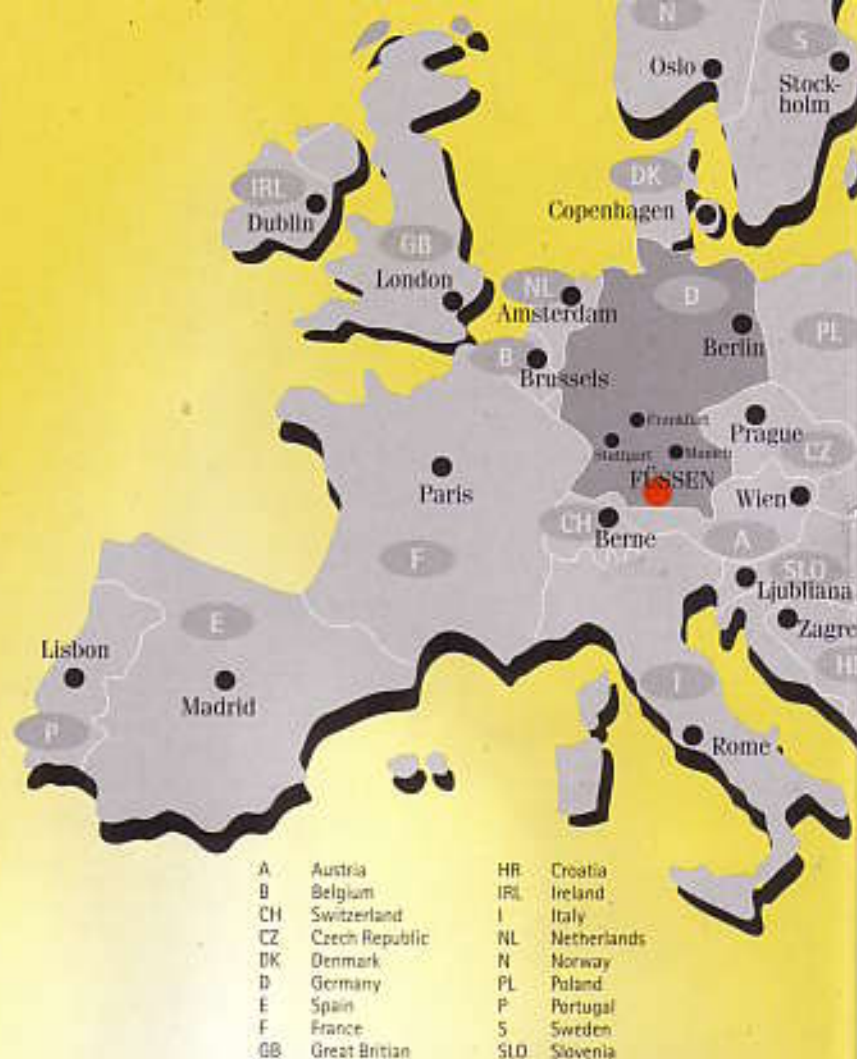 N
S
Oslo
Stock-
holm
IRL
DK
Dublin
Copenhagen
GB
London
NL
D
Amsterdam
Berlin
PL
B
Brussels
Frankfurt
Prague
CZ
Stuttgart
Munich
Paris
FÜSSEN
Wien
CH
Berne
A
F
SLO
Ljubliana
E
Zagre
Lisbon
HR
I
Madrid
P
Rome
A Austria
B Belgium
CH Switzerland
CZ Czech Republic
DK Denmark
D Germany
E Spain
F France
GB Great Britian
HR Croatia
IRL Ireland
I Italy
NL Netherlands
N Norway
PL Poland
P Portugal
S Sweden
SLO Slovenia